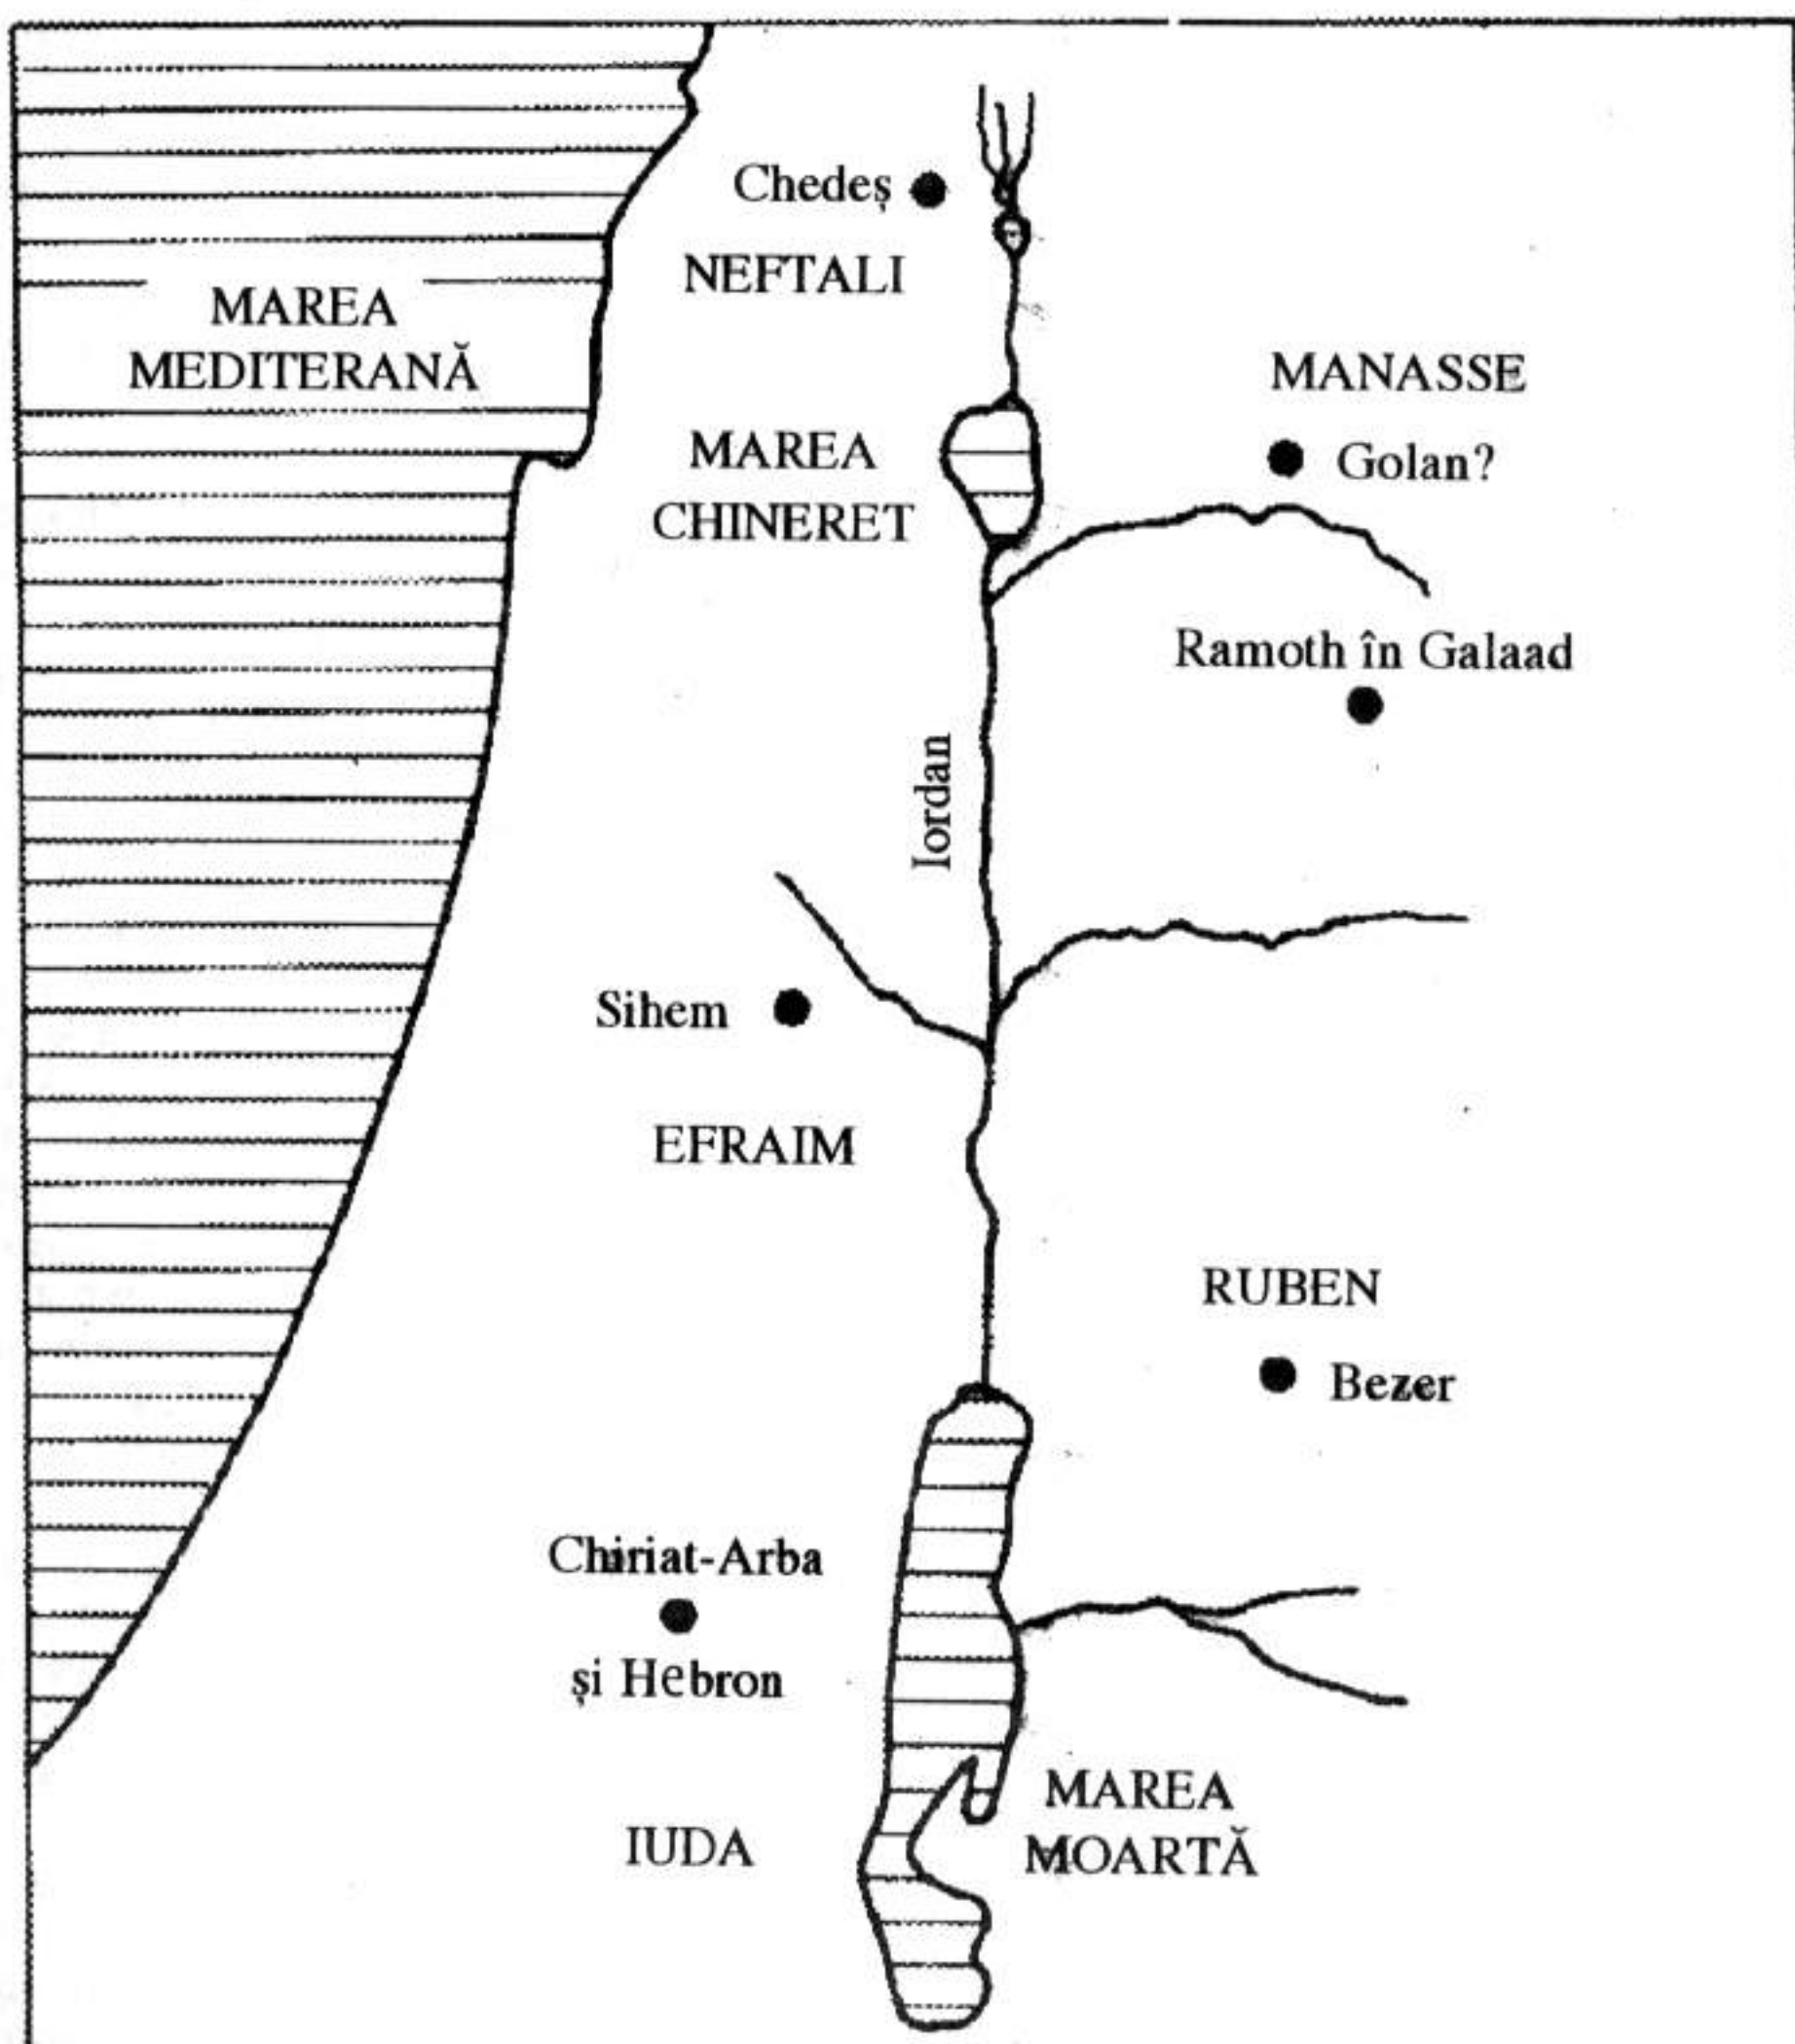 Chedeș
NEFTALI
MAREA
MEDITERANĂ
MANASSE
MAREA
CHINERET
Golan?
Ramoth în Galaad
Iordan
Sihem
EFRAIM
RUBEN
Bezer
Chiriat-Arba
și Hebron
MAREA
MOARTĂ
IUDA